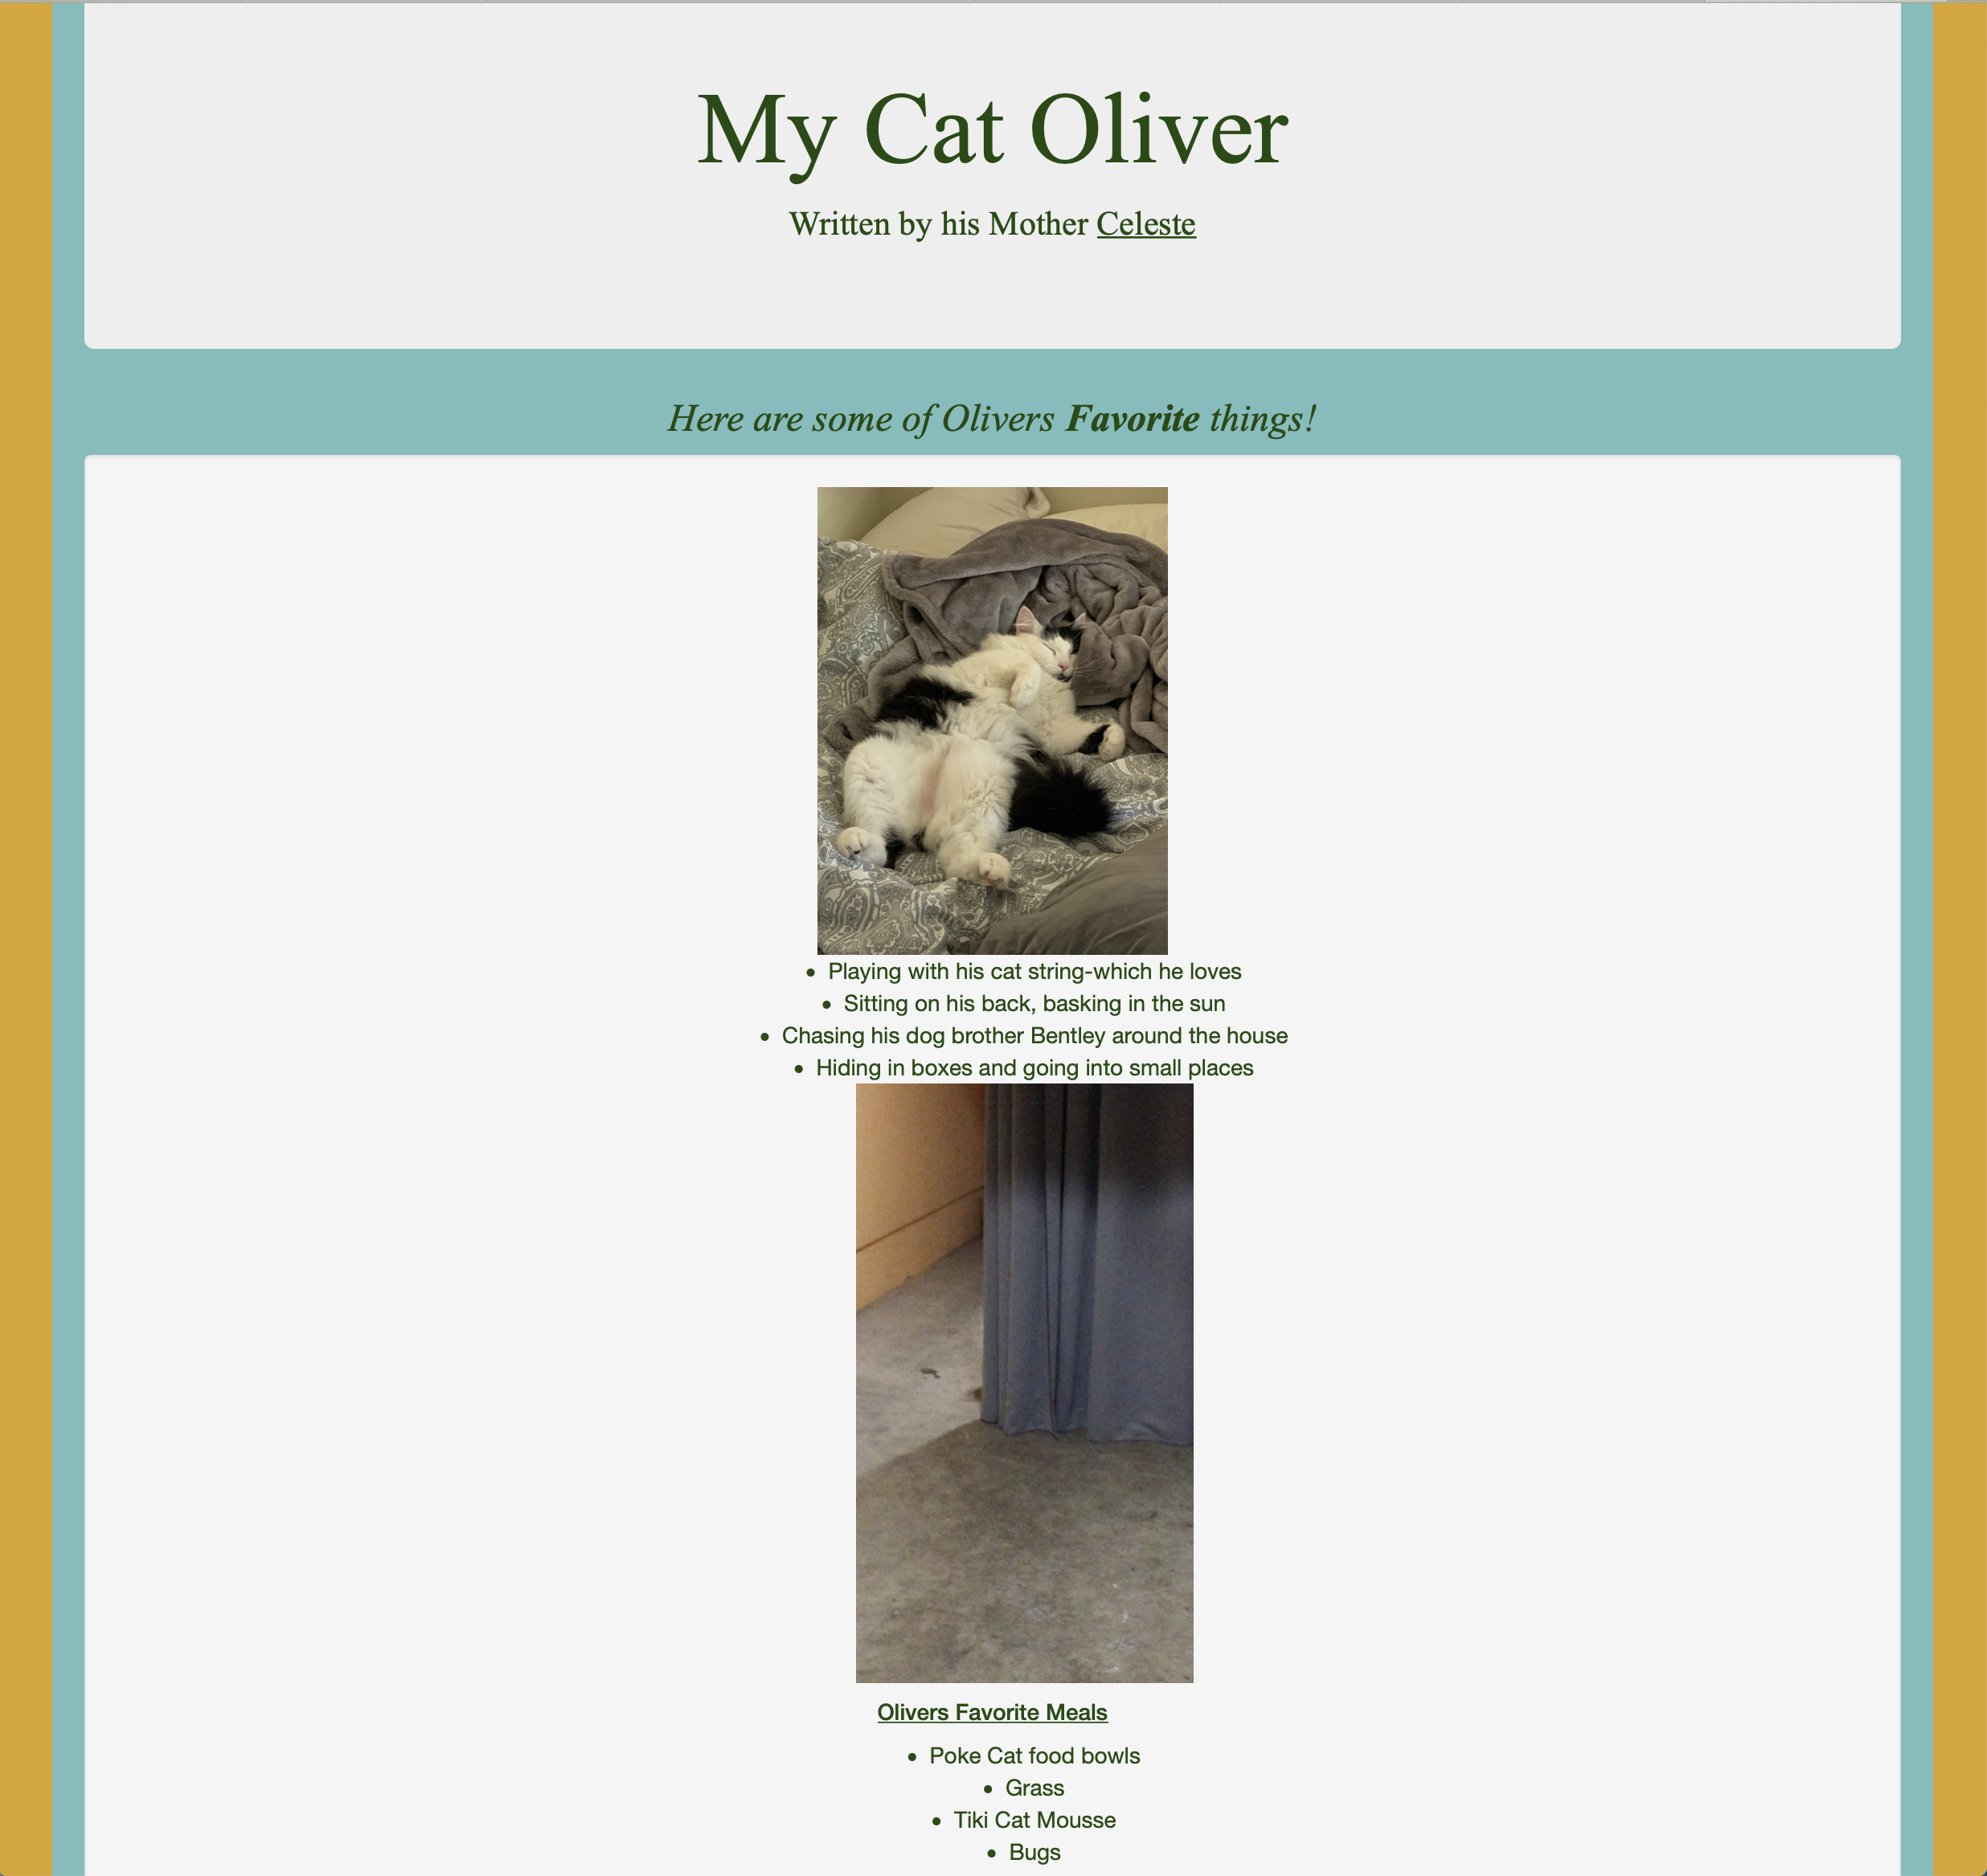 My Cat Oliver
Written by his Mother Celeste
Here are some of Olivers Favorite things!
• Playing with his cat string-which he loves
• Sitting on his back, basking in the sun
• Chasing his dog brother Bentley around the house
• Hiding in boxes and going into small places
Olivers Favorite Meals
• Poke Cat food bowls
• Grass
• Tiki Cat Mousse
• Bugs